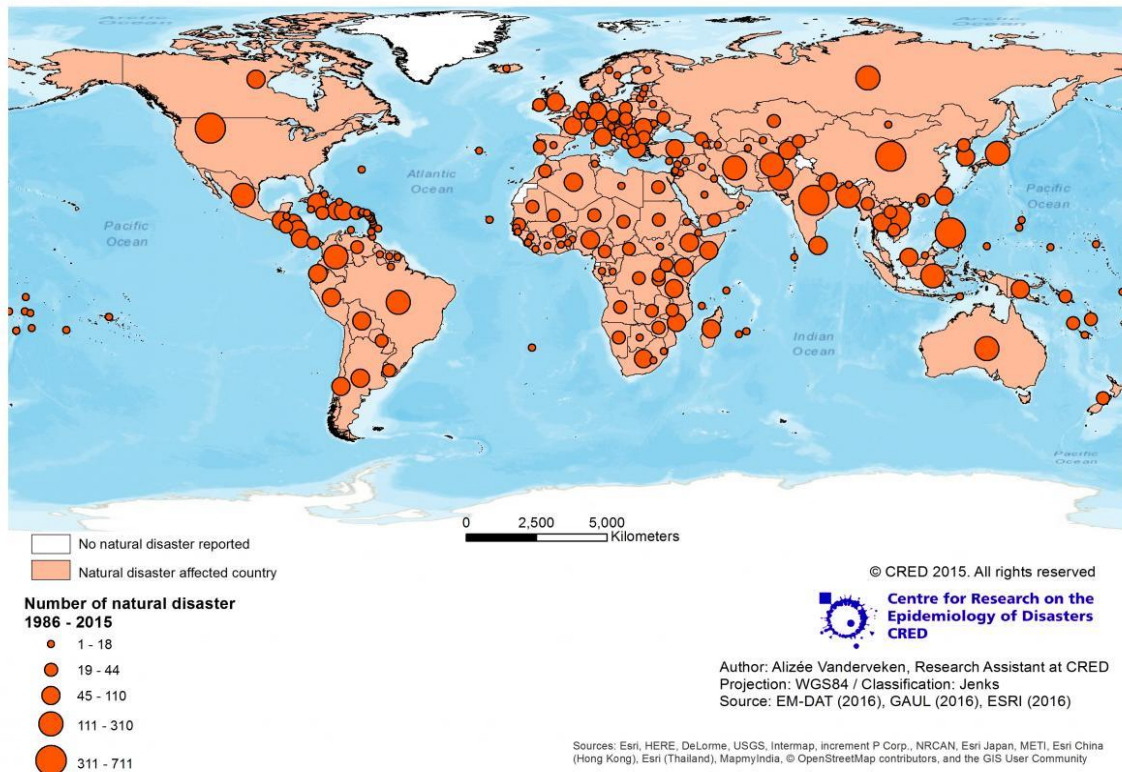 Arctic
Ocean
Arctic
Ocean
Atlantic
Ocean
Pacific
Ocean
Pacific
Ocean
Indian
Ocean
Pacific
Ocean
0 2,500 5,000
Kilometers
No natural disaster reported
Natural disaster affected country
Number of natural disaster
1986 - 2015
1 - 18
19 - 44
45 - 110
111 - 310
311 - 711
© CRED 2015. All rights reserved
Centre for Research on the
Epidemiology of Disasters
CRED
Author: Alizée Vanderveken, Research Assistant at CRED
Projection: WGS84 / Classification: Jenks
Source: EM-DAT (2016), GAUL (2016), ESRI (2016)
Sources: Esri, HERE, DeLorme, USGS, Intermap, increment P Corp., NRCAN, Esri Japan, METI, Esri China
(Hong Kong), Esri (Thailand), MapmyIndia, © OpenStreetMap contributors, and the GIS User Community